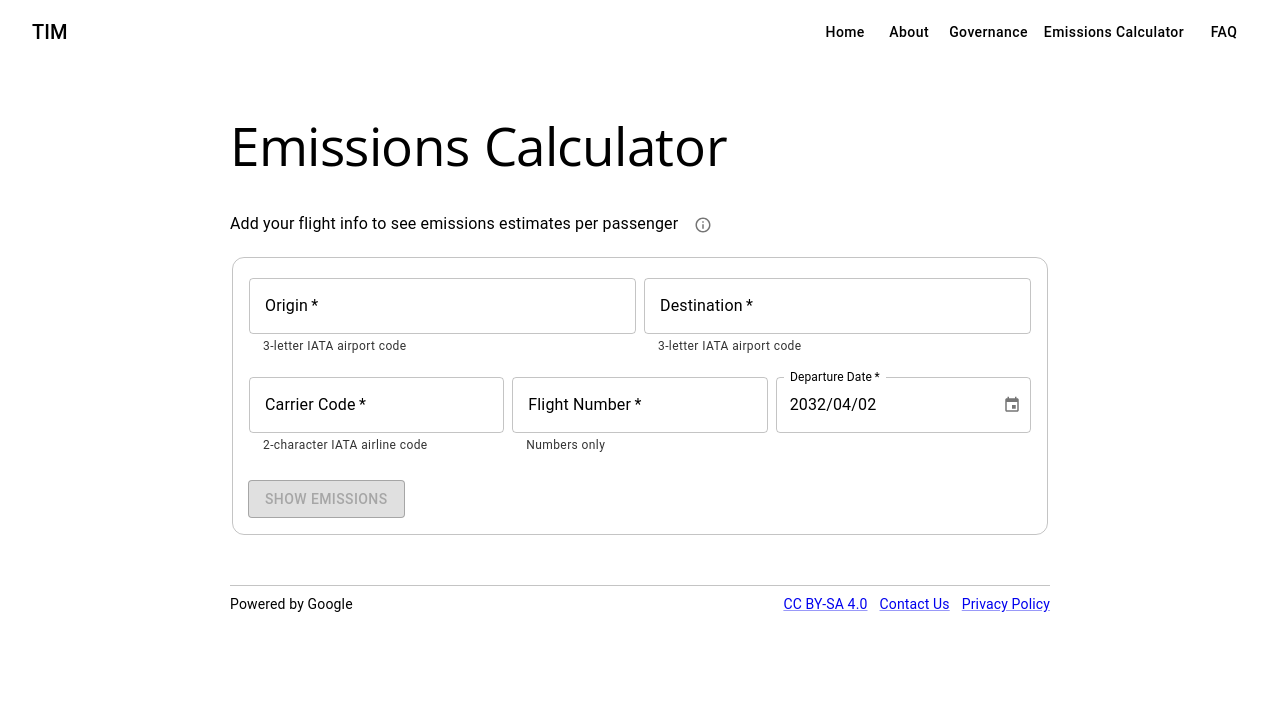 TIM
Home About Governance Emissions Calculator FAQ
Emissions Calculator
Add your flight info to see emissions estimates per passenger
Origin *
Destination *
3-letter IATA airport code
3-letter IATA airport code
Carrier Code *
Flight Number *
Departure Date *
2032/04/02
2-character IATA airline code
Numbers only
SHOW EMISSIONS
Powered by Google
CC BY-SA 4.0 Contact Us Privacy Policy